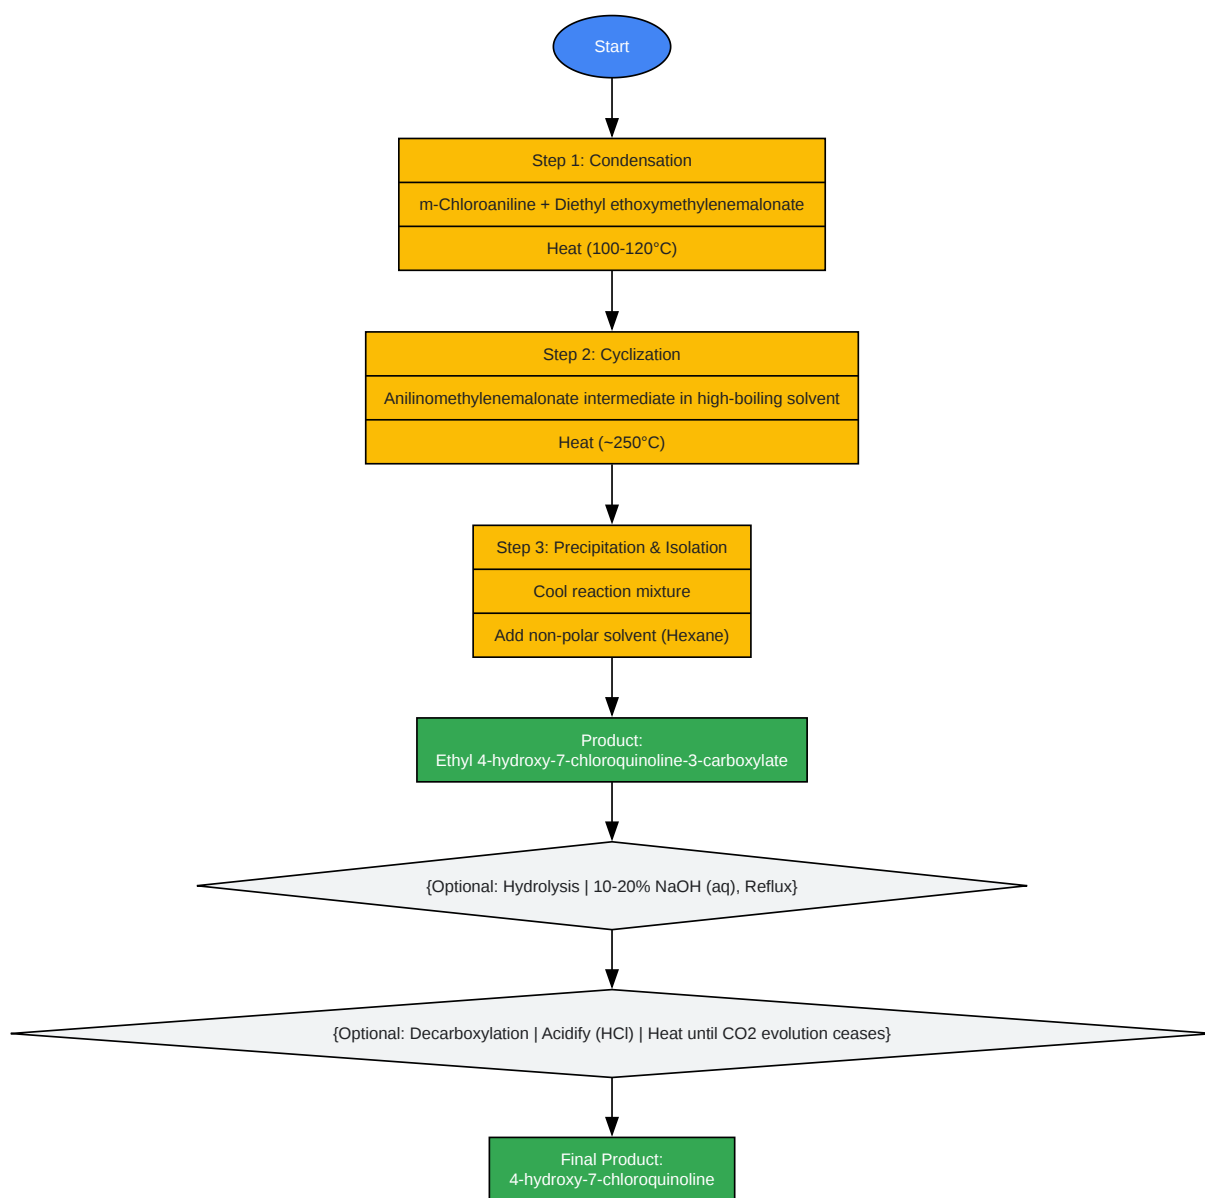 Start
Step 1: Condensation
m-Chloroaniline + Diethyl ethoxymethylenemalonate
Heat (100-120°C)
Step 2: Cyclization
Anilinomethylenemalonate intermediate in high-boiling solvent
Heat (~250°C)
Step 3: Precipitation & Isolation
Cool reaction mixture
Add non-polar solvent (Hexane)
Product:
Ethyl 4-hydroxy-7-chloroquinoline-3-carboxylate
{Optional: Hydrolysis | 10-20% NaOH (aq), Reflux}
{Optional: Decarboxylation | Acidify (HCl) | Heat until CO2 evolution ceases}
Final Product:
4-hydroxy-7-chloroquinoline